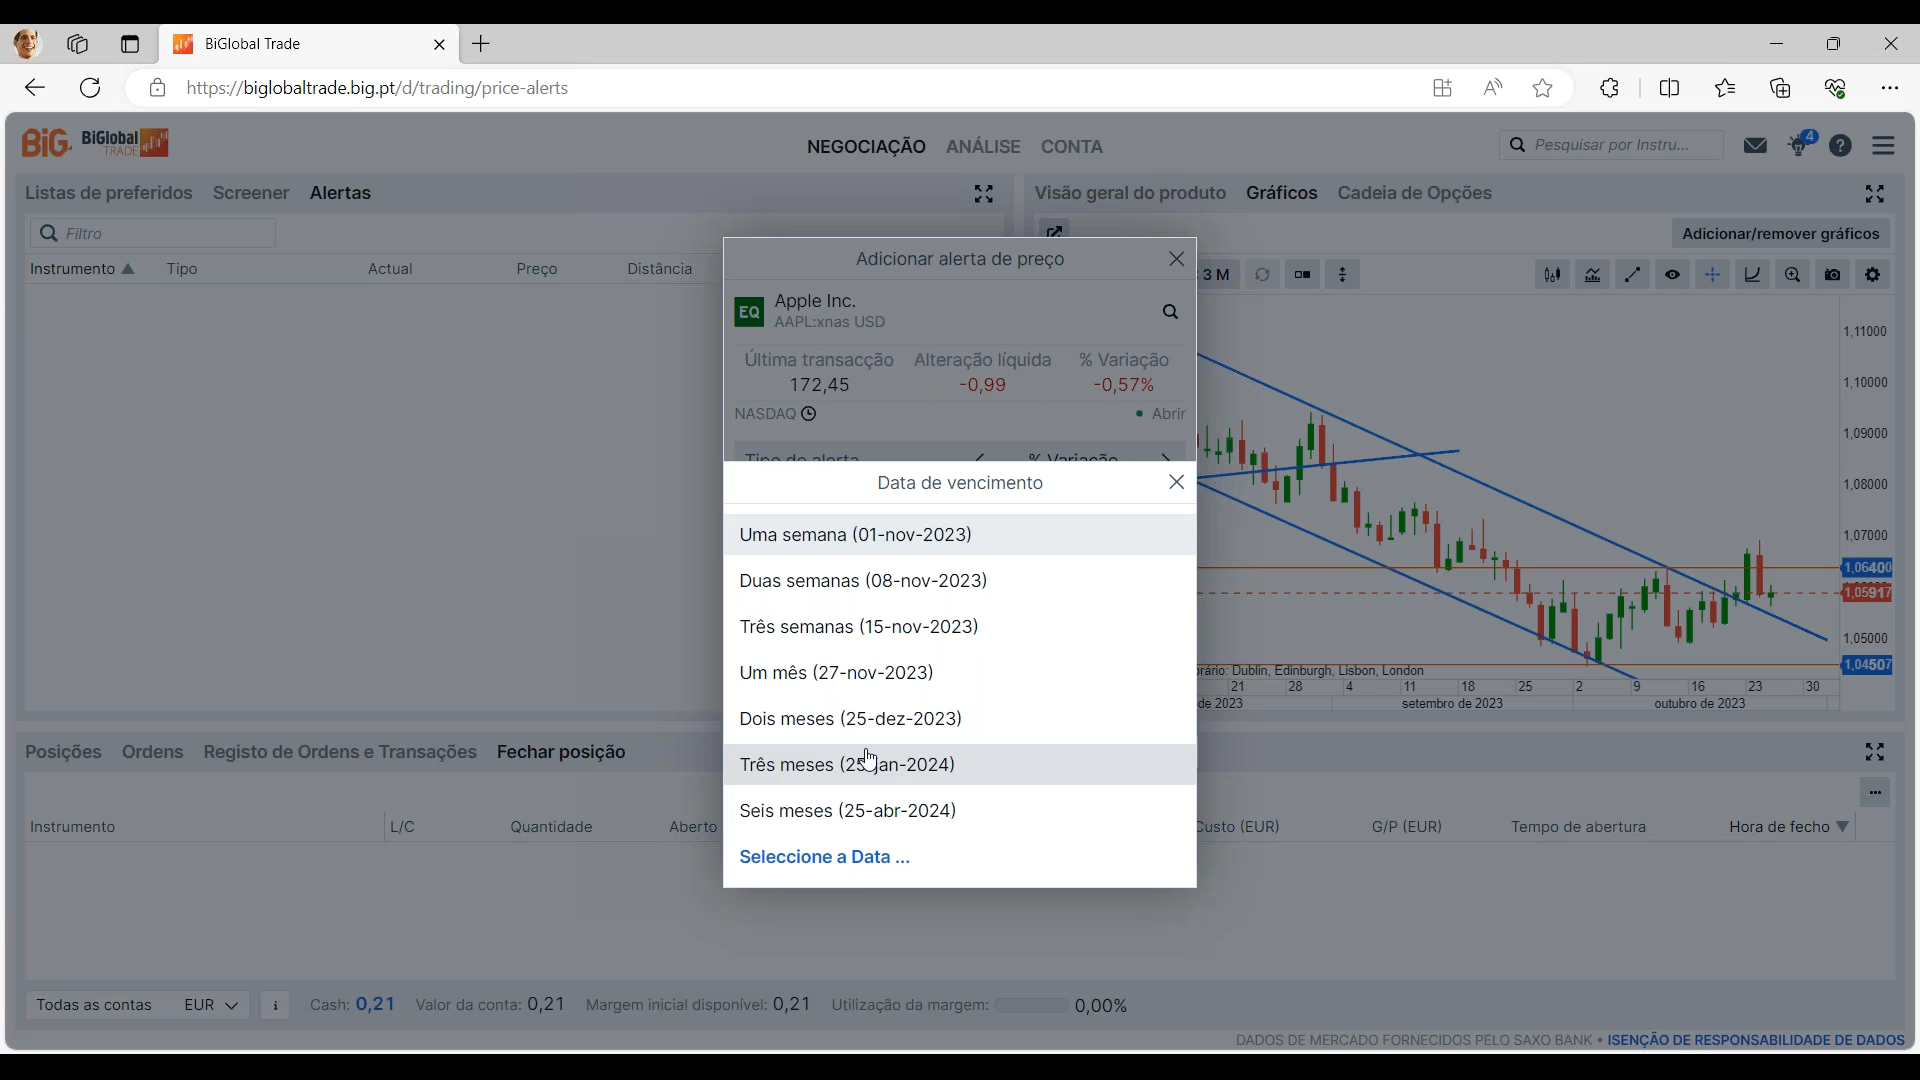 BiGlobal Trade
https://biglobaltrade.big.pt/d/trading/price-alerts
BiG BiGlobal TRADE
NEGOCIAÇÃO ANÁLISE CONTA
Pesquisar por Instru...
4
Listas de preferidos Screener Alertas
Visão geral do produto Gráficos Cadeia de Opções
Filtro
Adicionar/remover gráficos
Instrumento Tipo Actual Preço Distância
3 M
Adicionar alerta de preço
EQ Apple Inc.
AAPL:xnas USD
Última transacção Alteração líquida % Variação
172,45 -0,99 -0,57%
NASDAQ Abrir
Tipo de alerta % Variação
Data de vencimento
Uma semana (01-nov-2023)
Duas semanas (08-nov-2023)
Três semanas (15-nov-2023)
Um mês (27-nov-2023)
Dois meses (25-dez-2023)
Três meses (25-jan-2024)
Seis meses (25-abr-2024)
Seleccione a Data ...
1,11000
1,10000
1,09000
1,08000
1,07000
1,06400
1,05917
1,05000
1,04507
Dublin, Edinburgh, Lisbon, London
21 28 4 11 18 25 2 9 16 23 30
de 2023 setembro de 2023 outubro de 2023
Posições Ordens Registo de Ordens e Transações Fechar posição
Instrumento L/C Quantidade Aberto Custo (EUR) G/P (EUR) Tempo de abertura Hora de fecho
Todas as contas EUR i Cash: 0,21 Valor da conta: 0,21 Margem inicial disponível: 0,21 Utilização da margem: 0,00%
DADOS DE MERCADO FORNECIDOS PELO SAXO BANK • ISENÇÃO DE RESPONSABILIDADE DE DADOS